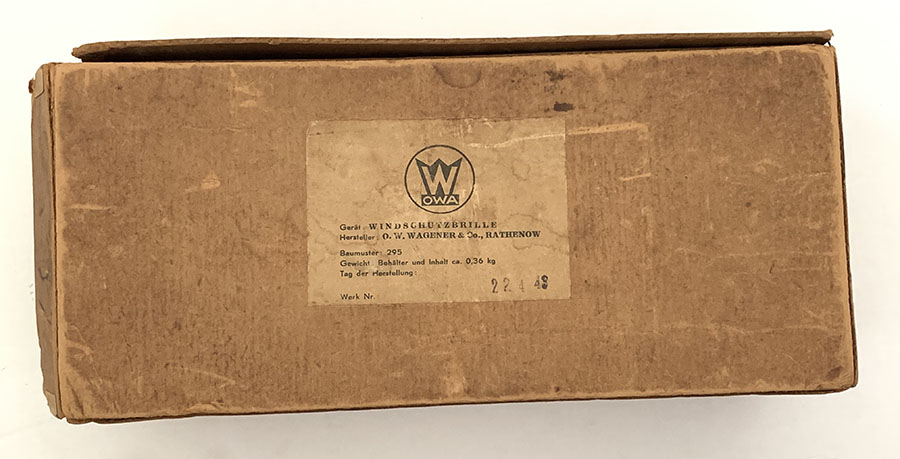 W
OWA
Gerät: WINDSCHUTZBRILLE
Hersteller: O. W. WAGENER & Co., RATHENOW
Baumuster: 295
Gewicht: Behälter und Inhalt ca. 0,36 kg
Tag der Herstellung:
22 4 43
Werk Nr.